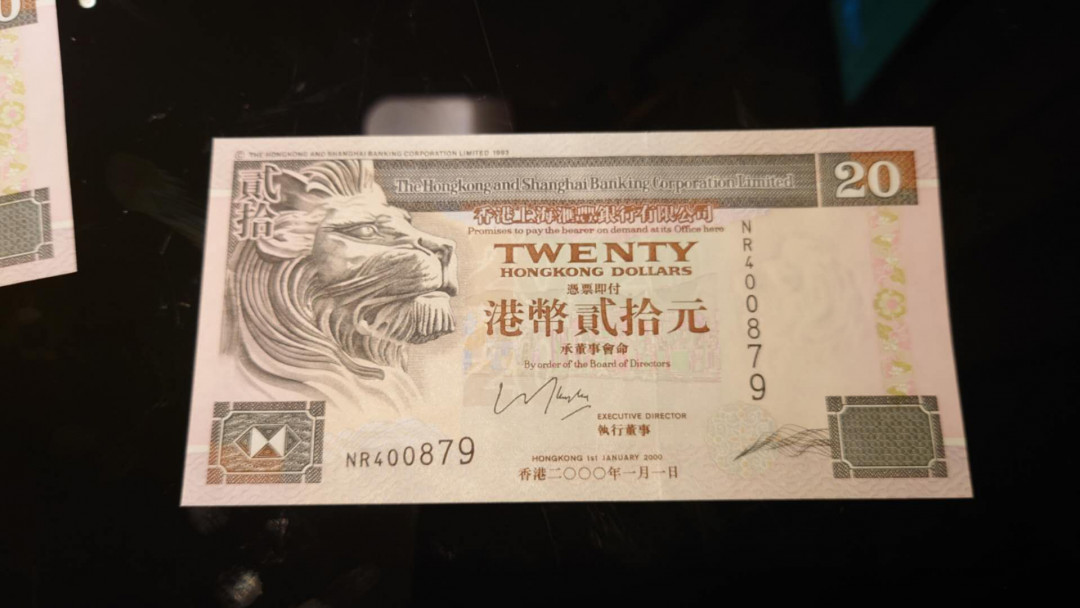 0
© THE HONGKONG AND SHANGHAI BANKING CORPORATION LIMITED 1993
貳拾
The Hongkong and Shanghai Banking Corporation Limited
20
香港上海滙豐銀行有限公司
Promises to pay the bearer on demand at its Office here
TWENTY
HONGKONG DOLLARS
憑票即付
港幣貳拾元
承董事會命
By order of the Board of Directors
NR400879
EXECUTIVE DIRECTOR
執行董事
NR400879
HONGKONG 1st JANUARY 2000
香港二〇〇〇年一月一日